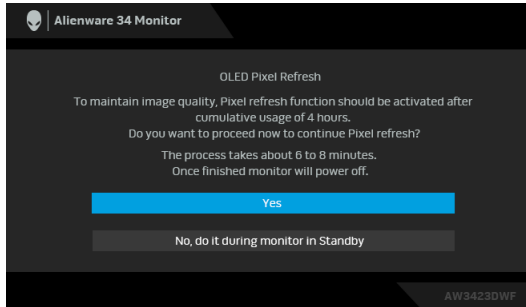 Alienware 34 Monitor
OLED Pixel Refresh
To maintain image quality, Pixel refresh function should be activated after
cumulative usage of 4 hours.
Do you want to proceed now to continue Pixel refresh?
The process takes about 6 to 8 minutes.
Once finished monitor will power off.
Yes
No, do it during monitor in Standby
AW3423DWF